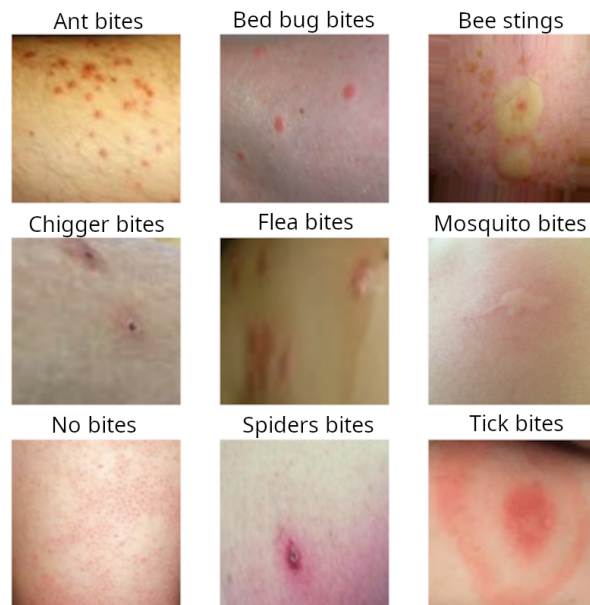 Ant bites
Bed bug bites
Bee stings
Chigger bites
Flea bites
Mosquito bites
No bites
Spiders bites
Tick bites